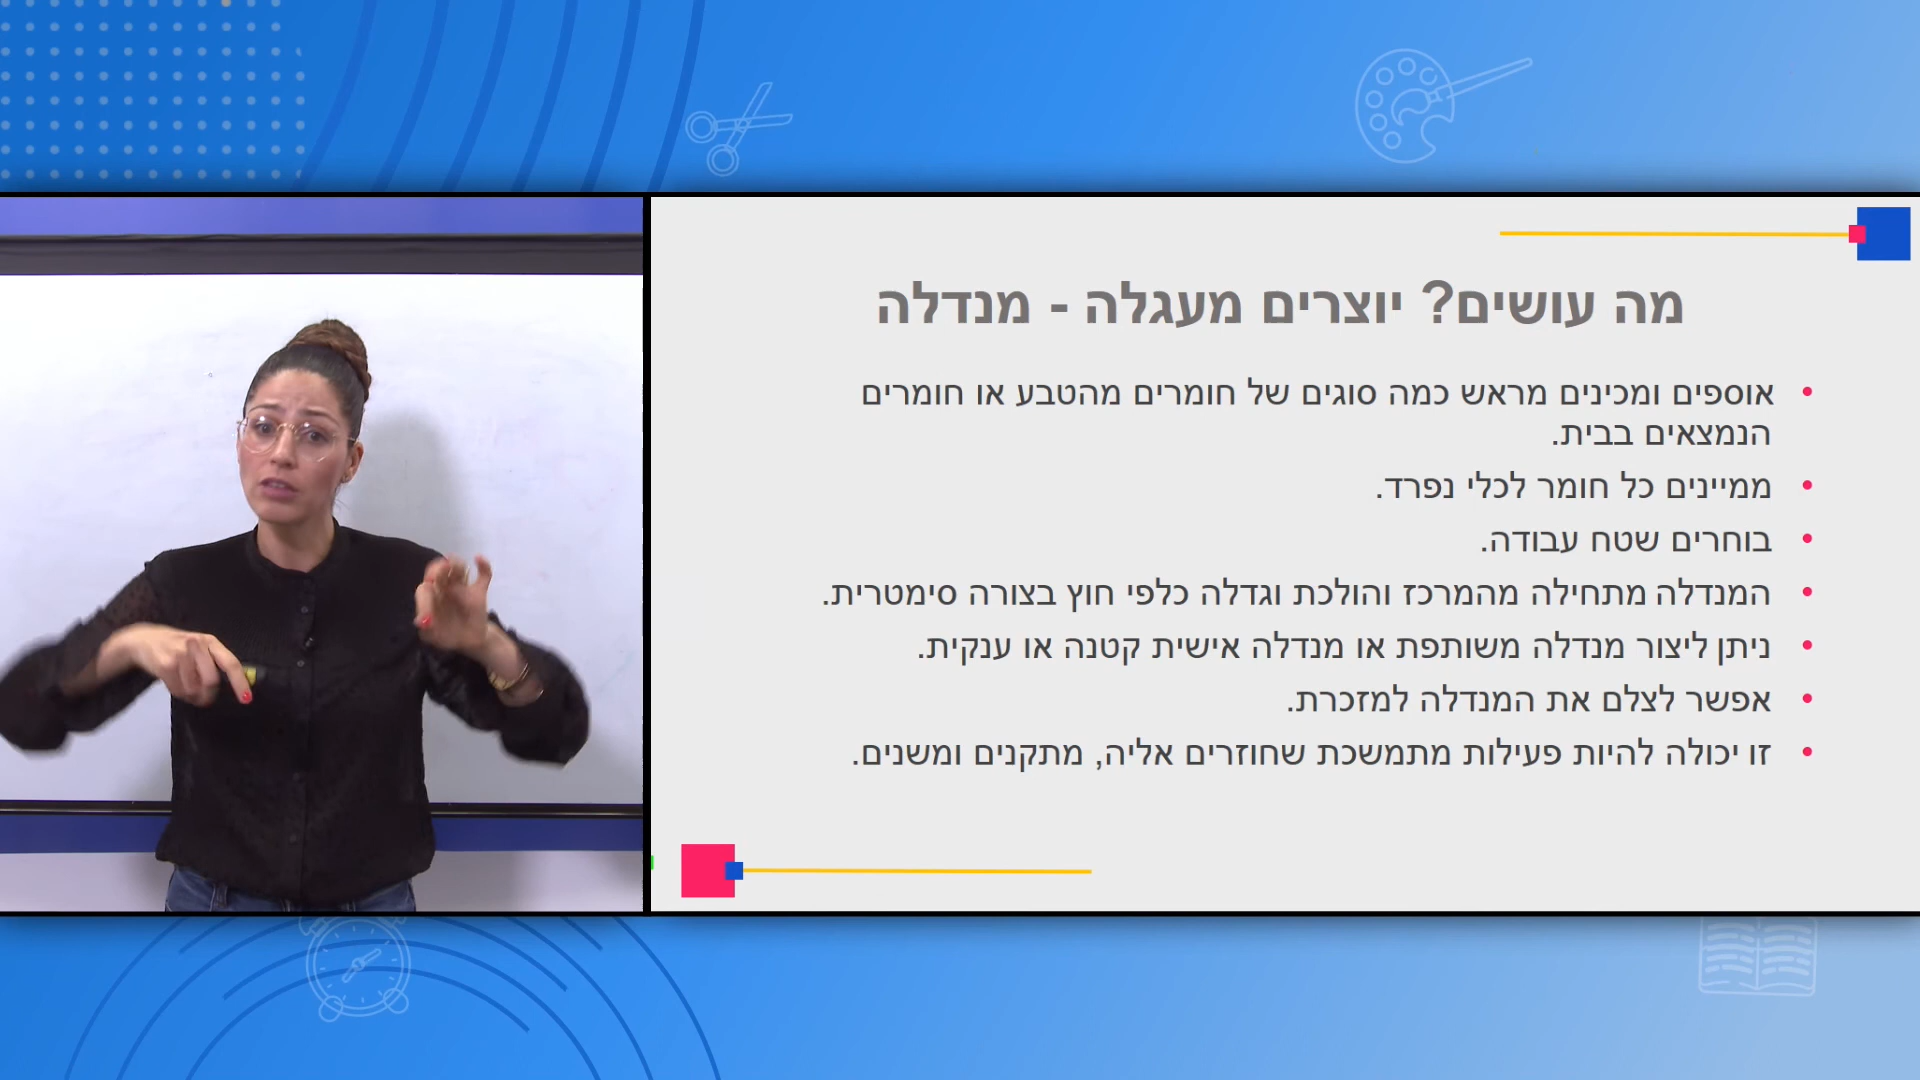 מה עושים? יוצרים מעגלה - מנדלה
אוספים ומכינים מראש כמה סוגים של חומרים מהטבע או חומרים
הנמצאים בבית.
ממיינים כל חומר לכלי נפרד.
בוחרים שטח עבודה.
המנדלה מתחילה מהמרכז והולכת וגדלה כלפי חוץ בצורה סימטרית.
ניתן ליצור מנדלה משותפת או מנדלה אישית קטנה או ענקית.
אפשר לצלם את המנדלה למזכרת.
זו יכולה להיות פעילות מתמשכת שחוזרים אליה, מתקנים ומשנים.